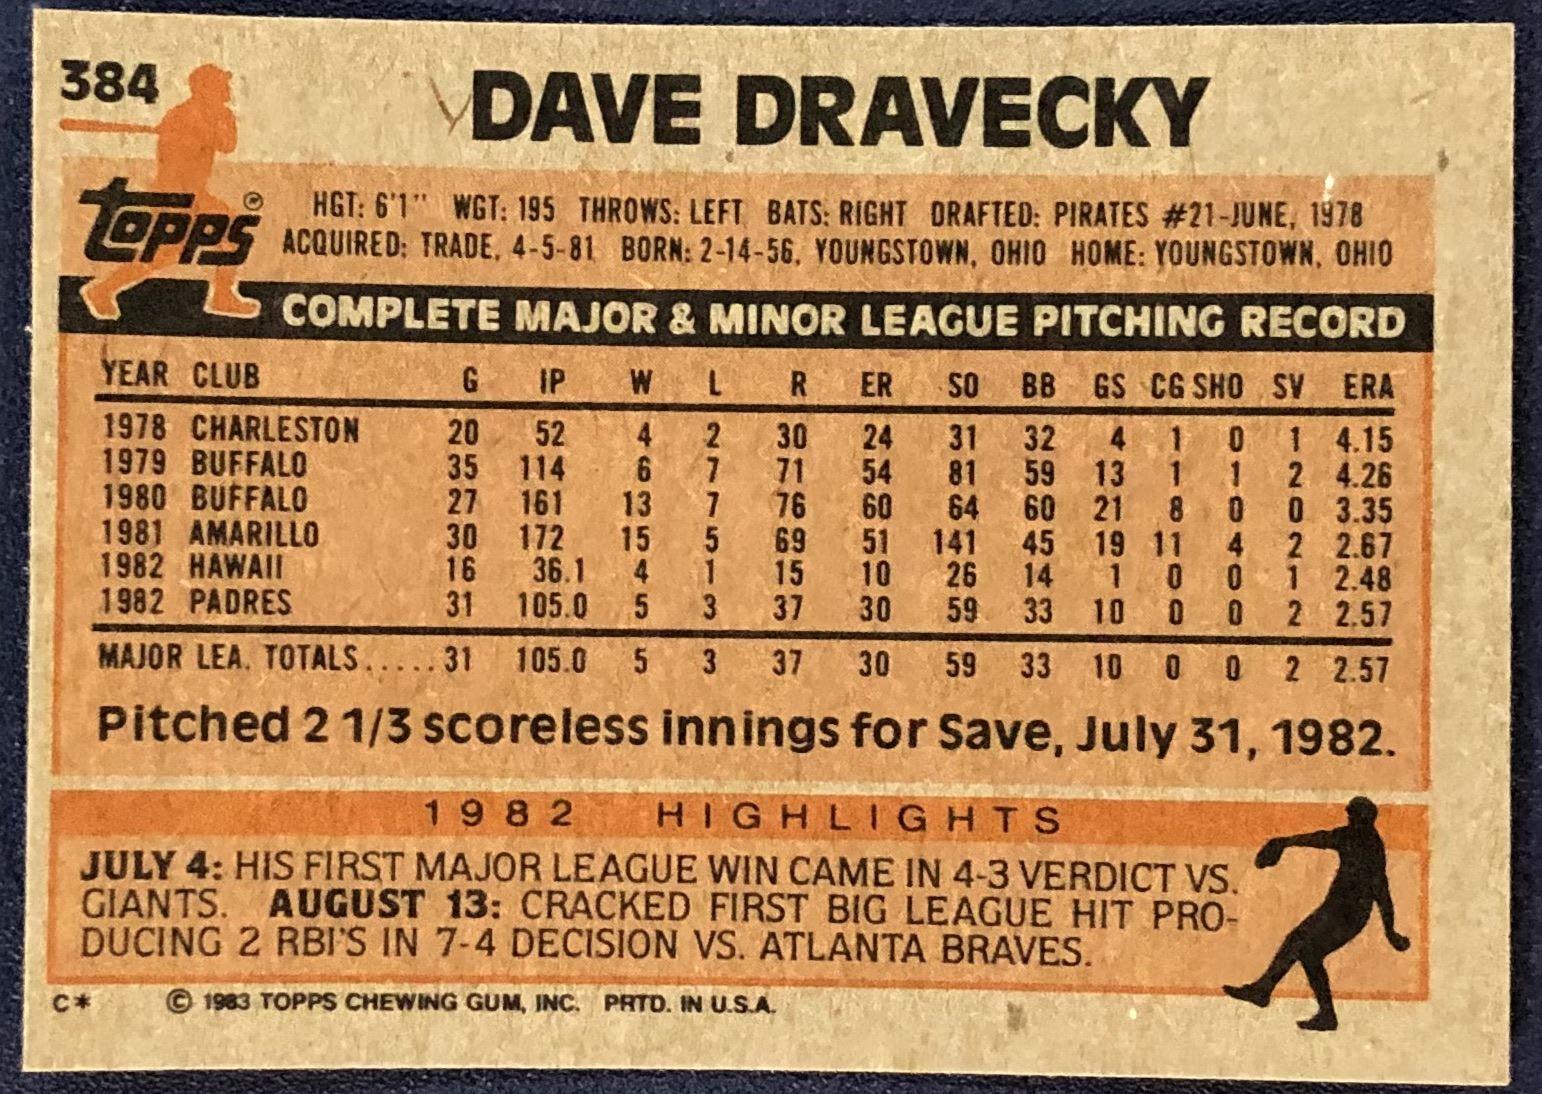 384
DAVE DRAVECKY
topps®
HGT: 6'1" WGT: 195 THROWS: LEFT BATS: RIGHT DRAFTED: PIRATES #21-JUNE, 1978
ACQUIRED: TRADE, 4-5-81 BORN: 2-14-56, YOUNGSTOWN, OHIO HOME: YOUNGSTOWN, OHIO
COMPLETE MAJOR & MINOR LEAGUE PITCHING RECORD
YEAR CLUB G IP W L R ER SO BB GS CG SHO SV ERA
1978 CHARLESTON 20 52 4 2 30 24 31 32 4 1 0 1 4.15
1979 BUFFALO 35 114 6 7 71 54 81 59 13 1 1 2 4.26
1980 BUFFALO 27 161 13 7 76 60 64 60 21 8 0 0 3.35
1981 AMARILLO 30 172 15 5 69 51 141 45 19 11 4 2 2.67
1982 HAWAII 16 36.1 4 1 15 10 26 14 1 0 0 1 2.48
1982 PADRES 31 105.0 5 3 37 30 59 33 10 0 0 2 2.57
MAJOR LEA. TOTALS.....31 105.0 5 3 37 30 59 33 10 0 0 2 2.57
Pitched 2 1/3 scoreless innings for Save, July 31, 1982.
1982 HIGHLIGHTS
JULY 4: HIS FIRST MAJOR LEAGUE WIN CAME IN 4-3 VERDICT VS.
GIANTS. AUGUST 13: CRACKED FIRST BIG LEAGUE HIT PRO-
DUCING 2 RBI'S IN 7-4 DECISION VS. ATLANTA BRAVES.
C* © 1983 TOPPS CHEWING GUM, INC. PRTD. IN U.S.A.